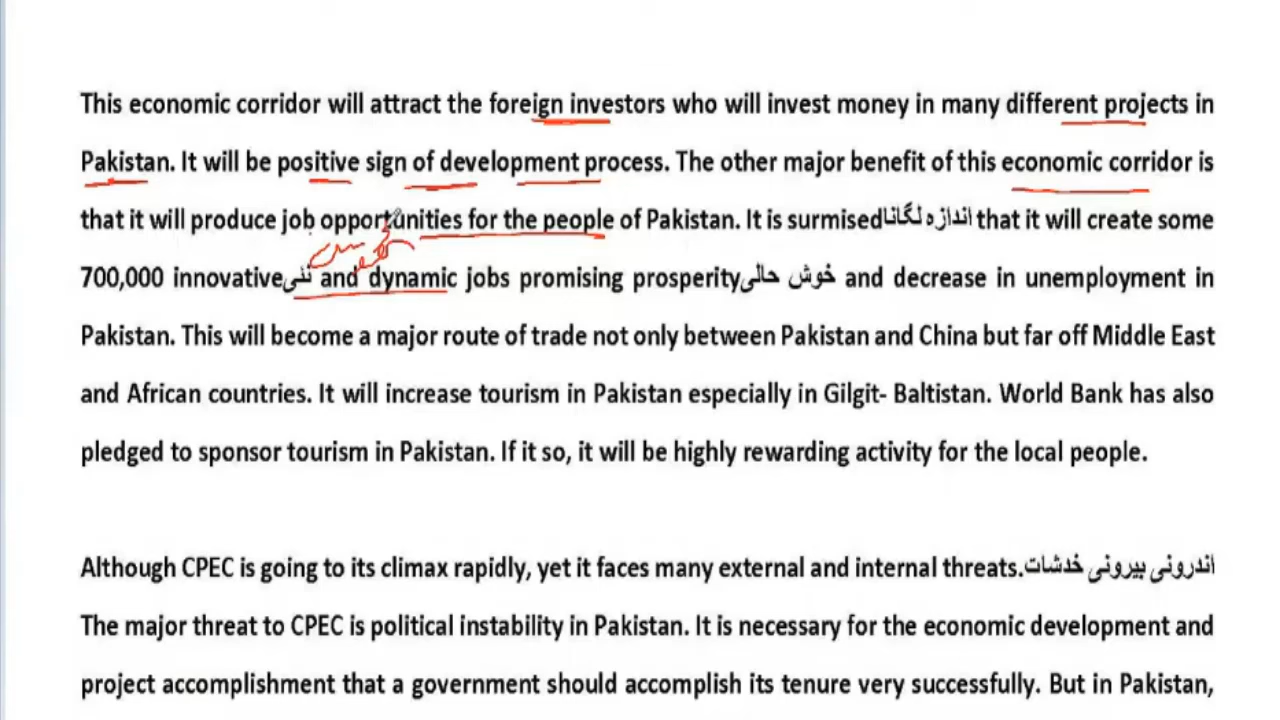 This economic corridor will attract the foreign investors who will invest money in many different projects in
Pakistan. It will be positive sign of development process. The other major benefit of this economic corridor is
that it will produce job opportunities for the people of Pakistan. It is surmised اندازہ لگانا that it will create some
700,000 innovative نئی and dynamic jobs promising prosperity خوش حالی and decrease in unemployment in
Pakistan. This will become a major route of trade not only between Pakistan and China but far off Middle East
and African countries. It will increase tourism in Pakistan especially in Gilgit- Baltistan. World Bank has also
pledged to sponsor tourism in Pakistan. If it so, it will be highly rewarding activity for the local people.
Although CPEC is going to its climax rapidly, yet it faces many external and internal threats. اندرونی بیرونی خدشات
The major threat to CPEC is political instability in Pakistan. It is necessary for the economic development and
project accomplishment that a government should accomplish its tenure very successfully. But in Pakistan,